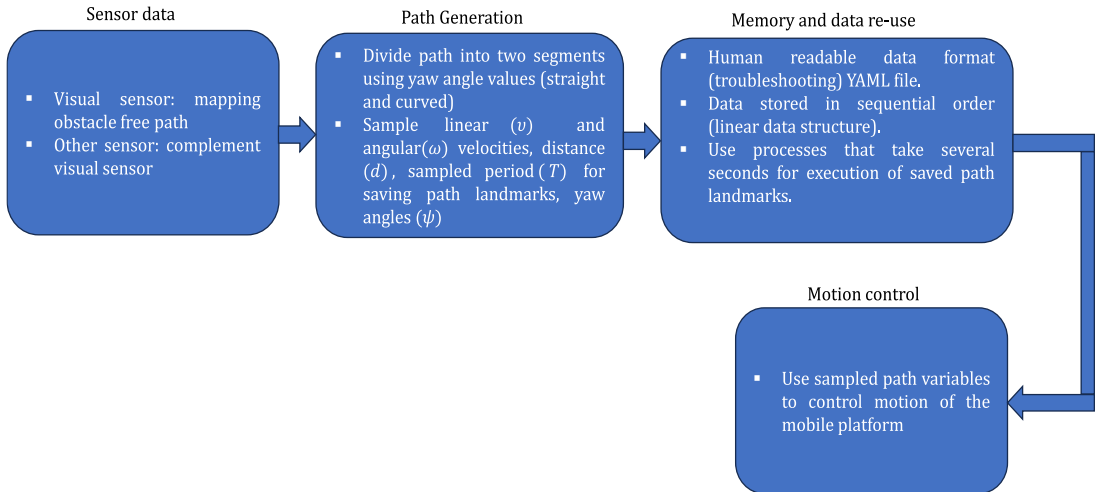 Sensor data
▪ Visual sensor: mapping
obstacle free path
▪ Other sensor: complement
visual sensor
Path Generation
▪ Divide path into two segments
using yaw angle values (straight
and curved)
▪ Sample linear (v) and
angular(ω) velocities, distance
(d) , sampled period (T) for
saving path landmarks, yaw
angles (ψ)
Memory and data re-use
▪ Human readable data format
(troubleshooting) YAML file.
▪ Data stored in sequential order
(linear data structure).
▪ Use processes that take several
seconds for execution of saved path
landmarks.
Motion control
▪ Use sampled path variables
to control motion of the
mobile platform